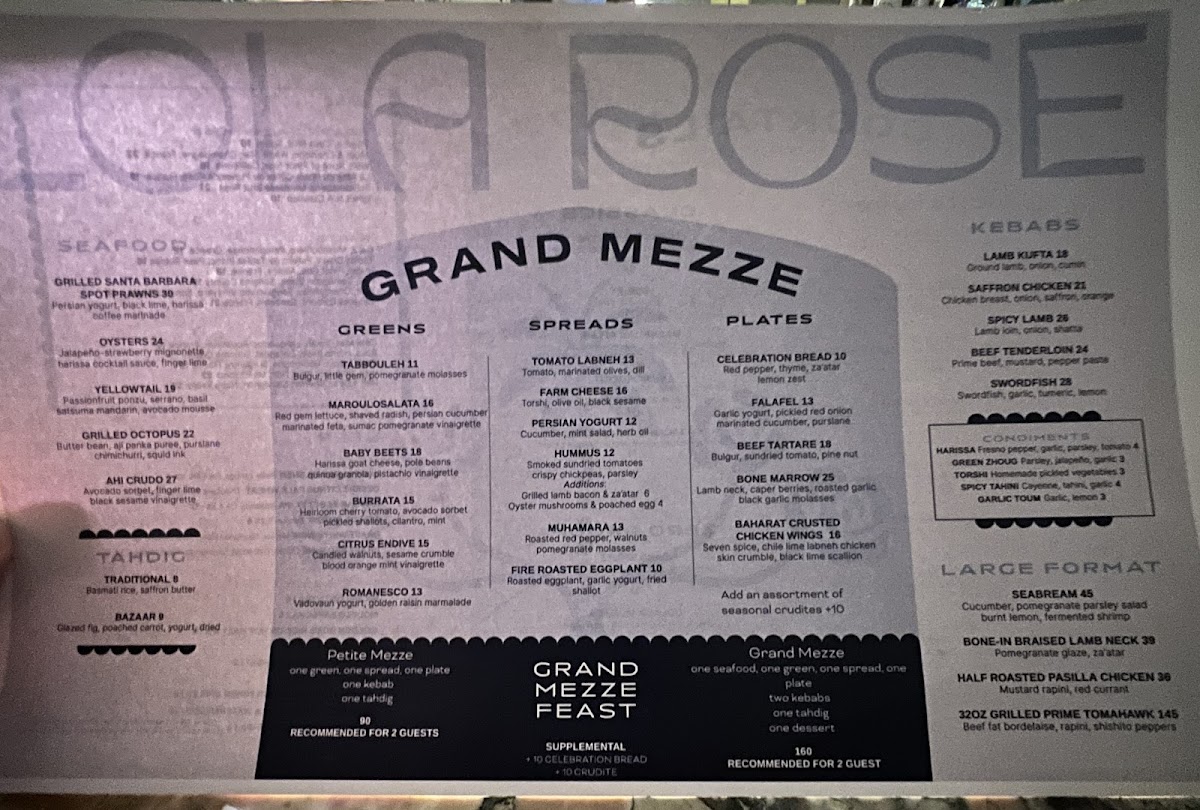 OLA ROSE
SEAFOOD
GRILLED SANTA BARBARA
SPOT PRAWNS 30
Persian yogurt, black lime, harissa
coffee marinade
OYSTERS 24
Jalapeño-strawberry mignonette
harissa cocktail sauce, finger lime
YELLOWTAIL 19
Passionfruit ponzu, serrano, basil
satsuma mandarin, avocado mousse
GRILLED OCTOPUS 22
Butter bean, aji panka puree, purslane
chimichurri, squid ink
AHI CRUDO 27
Avocado sorbet, finger lime
black sesame vinaigrette
TAHDIG
TRADITIONAL 8
Basmati rice, saffron butter
BAZAAR 9
Glazed fig, poached carrot, yogurt, dried
GRAND MEZZE
GREENS
TABBOULEH 11
Bulgur, little gem, pomegranate molasses
MAROULOSALATA 16
Red gem lettuce, shaved radish, persian cucumber
marinated feta, sumac pomegranate vinaigrette
BABY BEETS 18
Harissa goat cheese, pole beans
quinoa granola, pistachio vinaigrette
BURRATA 15
Heirloom cherry tomato, avocado sorbet
pickled shallots, cilantro, mint
CITRUS ENDIVE 15
Candied walnuts, sesame crumble
blood orange mint vinaigrette
ROMANESCO 13
Vadovaun yogurt, golden raisin marmalade
SPREADS
TOMATO LABNEH 13
Tomato, marinated olives, dill
FARM CHEESE 16
Torshi, olive oil, black sesame
PERSIAN YOGURT 12
Cucumber, mint salad, herb oil
HUMMUS 12
Smoked sundried tomatoes
crispy chickpeas, parsley
Additions:
Grilled lamb bacon & za'atar 6
Oyster mushrooms & poached egg 4
MUHAMARA 13
Roasted red pepper, walnuts
pomegranate molasses
FIRE ROASTED EGGPLANT 10
Roasted eggplant, garlic yogurt, fried
shallot
PLATES
CELEBRATION BREAD 10
Red pepper, thyme, za'atar
lemon zest
FALAFEL 13
Garlic yogurt, pickled red onion
marinated cucumber, purslane
BEEF TARTARE 18
Bulgur, sundried tomato, pine nut
BONE MARROW 25
Lamb neck, caper berries, roasted garlic
black garlic molasses
BAHARAT CRUSTED
CHICKEN WINGS 16
Seven spice, chile lime labneh chicken
skin crumble, black lime scallion
Add an assortment of
seasonal crudites +10
KEBABS
LAMB KUFTA 18
Ground lamb, onion, cumin
SAFFRON CHICKEN 21
Chicken breast, onion, saffron, orange
SPICY LAMB 26
Lamb loin, onion, shatta
BEEF TENDERLOIN 24
Prime beef, mustard, pepper paste
SWORDFISH 28
Swordfish, garlic, tumeric, lemon
CONDIMENTS
HARISSA Fresno pepper, garlic, parsley, tomato 4
GREEN ZHOUG Parsley, jalapeño, garlic 3
TORSHI Homemade pickled vegetables 3
SPICY TAHINI Cayenne, tahini, garlic 4
GARLIC TOUM Garlic, lemon 3
LARGE FORMAT
SEABREAM 45
Cucumber, pomegranate parsley salad
burnt lemon, fermented shrimp
BONE-IN BRAISED LAMB NECK 39
Pomegranate glaze, za'atar
HALF ROASTED PASILLA CHICKEN 36
Mustard rapini, red currant
32OZ GRILLED PRIME TOMAHAWK 145
Beef fat bordelaise, rapini, shishito peppers
Petite Mezze
one green, one spread, one plate
one kebab
one tahdig
90
RECOMMENDED FOR 2 GUESTS
GRAND
MEZZE
FEAST
SUPPLEMENTAL
+ 10 CELEBRATION BREAD
+ 10 CRUDITE
Grand Mezze
one seafood, one green, one spread, one
plate
two kebabs
one tahdig
one dessert
160
RECOMMENDED FOR 2 GUEST